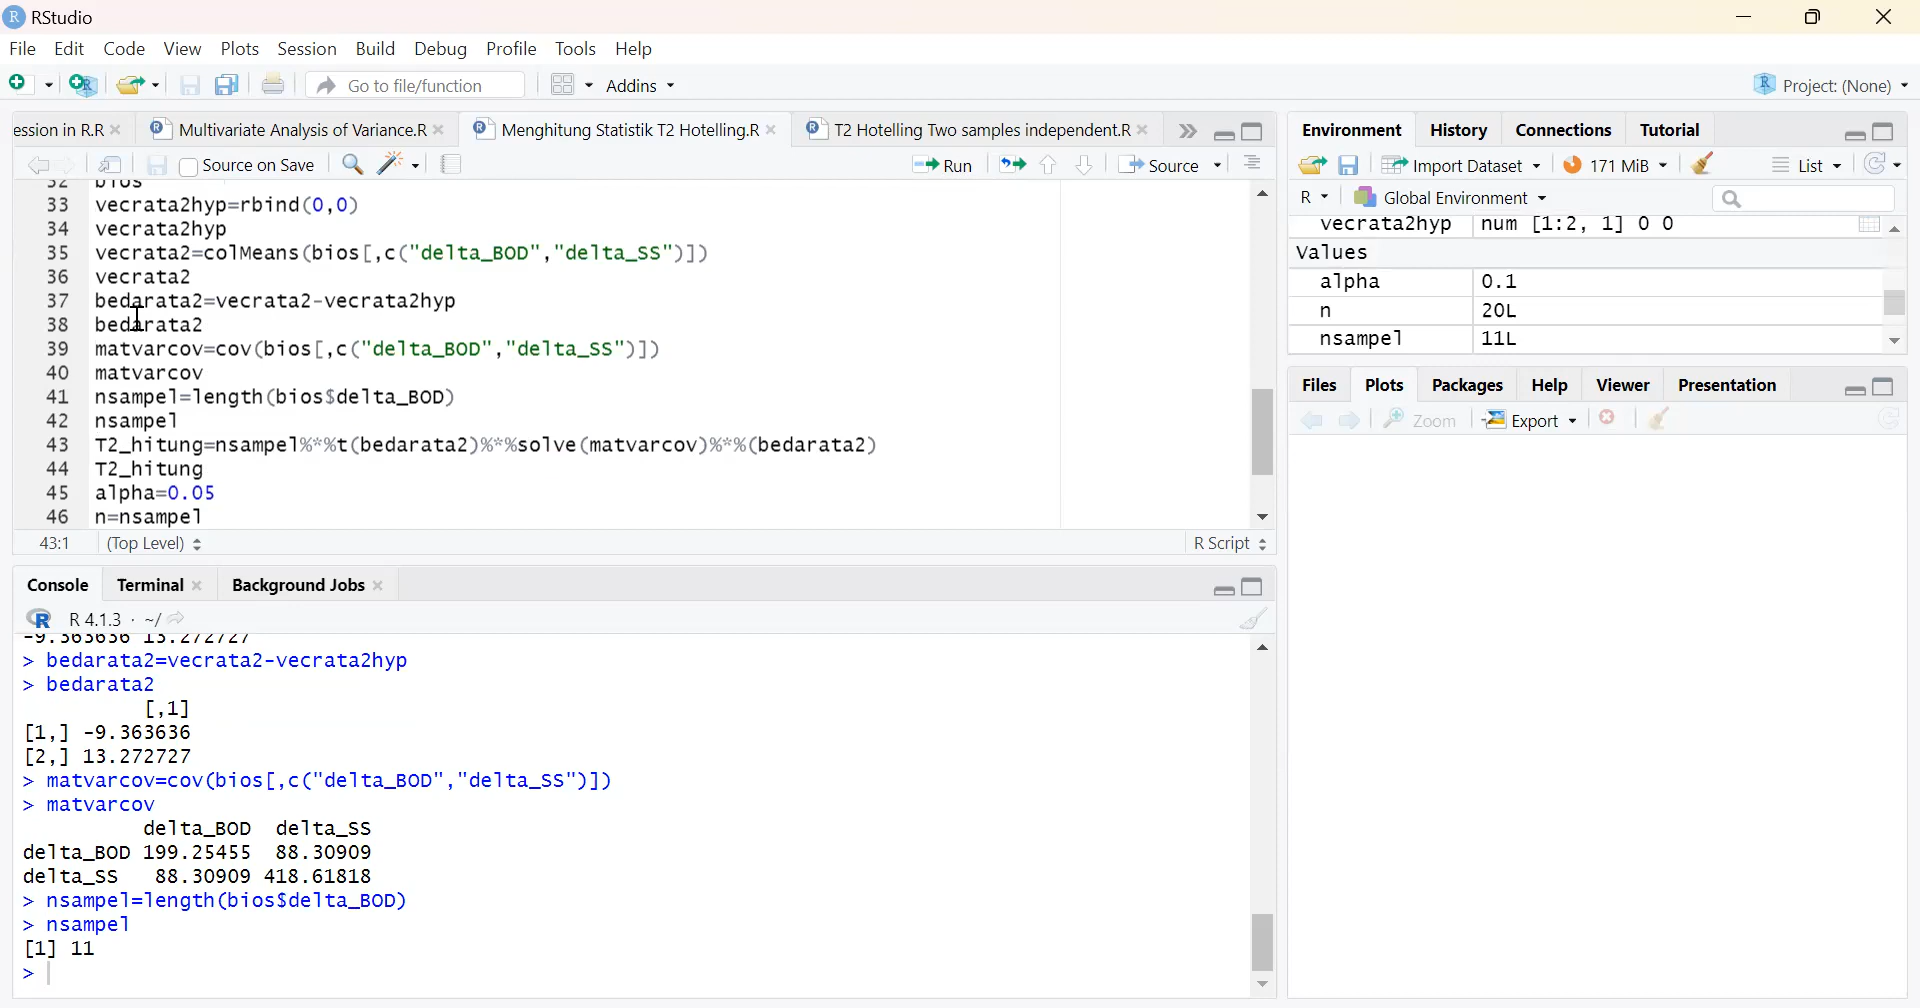 RStudio
File Edit Code View Plots Session Build Debug Profile Tools Help
Go to file/function Addins Project: (None)
ession in R.R Multivariate Analysis of Variance.R Menghitung Statistik T2 Hotelling.R T2 Hotelling Two samples independent.R
Source on Save Run Source
32 bios
33 vecrata2hyp=rbind(0,0)
34 vecrata2hyp
35 vecrata2=colMeans(bios[,c("delta_BOD","delta_SS")])
36 vecrata2
37 bedarata2=vecrata2-vecrata2hyp
38 bedarata2
39 matvarcov=cov(bios[,c("delta_BOD","delta_SS")])
40 matvarcov
41 nsampel=length(bios$delta_BOD)
42 nsampel
43 T2_hitung=nsampel%*%t(bedarata2)%*%solve(matvarcov)%*%(bedarata2)
44 T2_hitung
45 alpha=0.05
46 n=nsampel
43:1 (Top Level) R Script
Console Terminal Background Jobs
R 4.1.3 · ~/
-9.363636 13.272727
> bedarata2=vecrata2-vecrata2hyp
> bedarata2
[,1]
[1,] -9.363636
[2,] 13.272727
> matvarcov=cov(bios[,c("delta_BOD","delta_SS")])
> matvarcov
delta_BOD delta_SS
delta_BOD 199.25455 88.30909
delta_SS 88.30909 418.61818
> nsampel=length(bios$delta_BOD)
> nsampel
[1] 11
>
Environment History Connections Tutorial
Import Dataset 171 MiB List
R Global Environment
vecrata2hyp num [1:2, 1] 0 0
Values
alpha 0.1
n 20L
nsampel 11L
Files Plots Packages Help Viewer Presentation
Zoom Export